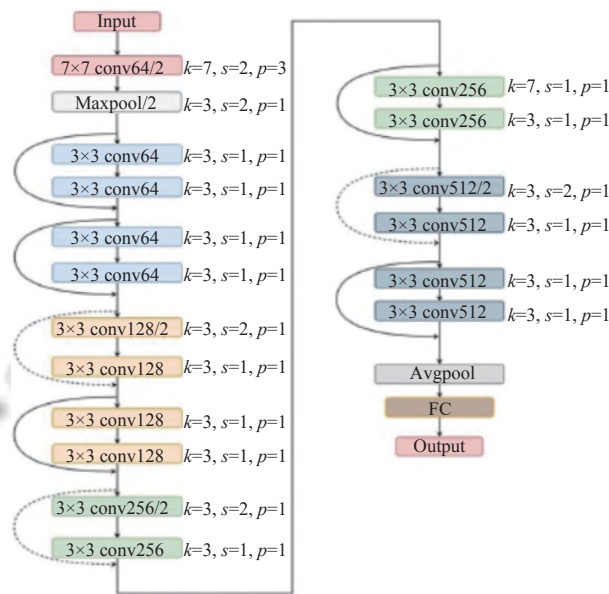 Input
7×7 conv64/2 k=7, s=2, p=3
Maxpool/2 k=3, s=2, p=1
3×3 conv64 k=3, s=1, p=1
3×3 conv64 k=3, s=1, p=1
3×3 conv64 k=3, s=1, p=1
3×3 conv64 k=3, s=1, p=1
3×3 conv128/2 k=3, s=2, p=1
3×3 conv128 k=3, s=1, p=1
3×3 conv128 k=3, s=1, p=1
3×3 conv128 k=3, s=1, p=1
3×3 conv256/2 k=3, s=2, p=1
3×3 conv256 k=3, s=1, p=1
3×3 conv256 k=7, s=1, p=1
3×3 conv256 k=3, s=1, p=1
3×3 conv512/2 k=3, s=2, p=1
3×3 conv512 k=3, s=1, p=1
3×3 conv512 k=3, s=1, p=1
3×3 conv512 k=3, s=1, p=1
Avgpool
FC
Output